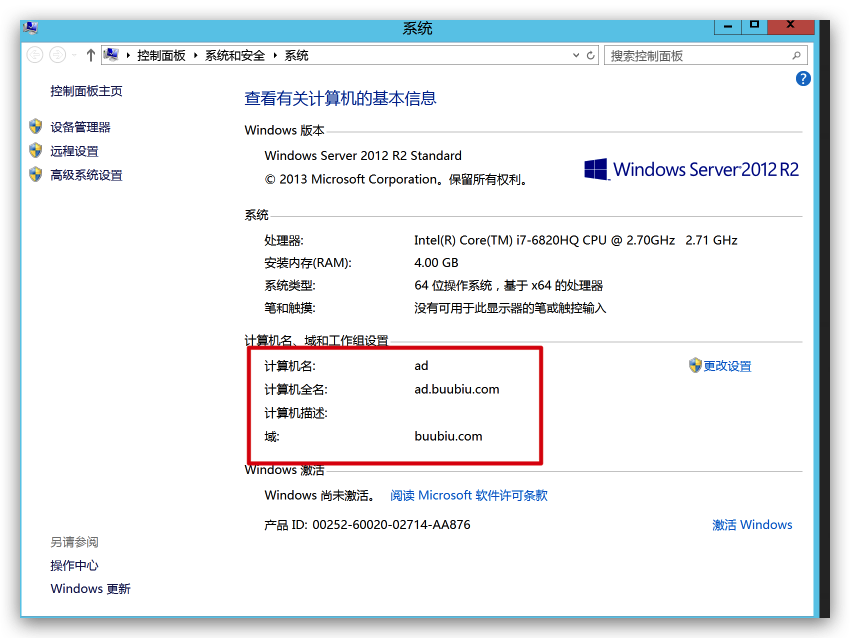 系统
控制面板 系统和安全 系统
搜索控制面板
控制面板主页
设备管理器
远程设置
高级系统设置
查看有关计算机的基本信息
Windows 版本
Windows Server 2012 R2 Standard
© 2013 Microsoft Corporation。保留所有权利。
Windows Server 2012 R2
系统
处理器: Intel(R) Core(TM) i7-6820HQ CPU @ 2.70GHz 2.71 GHz
安装内存(RAM): 4.00 GB
系统类型: 64 位操作系统，基于 x64 的处理器
笔和触摸: 没有可用于此显示器的笔或触控输入
计算机名、域和工作组设置
计算机名: ad
更改设置
计算机全名: ad.buubiu.com
计算机描述:
域: buubiu.com
Windows 激活
Windows 尚未激活。 阅读 Microsoft 软件许可条款
产品 ID: 00252-60020-02714-AA876
激活 Windows
另请参阅
操作中心
Windows 更新